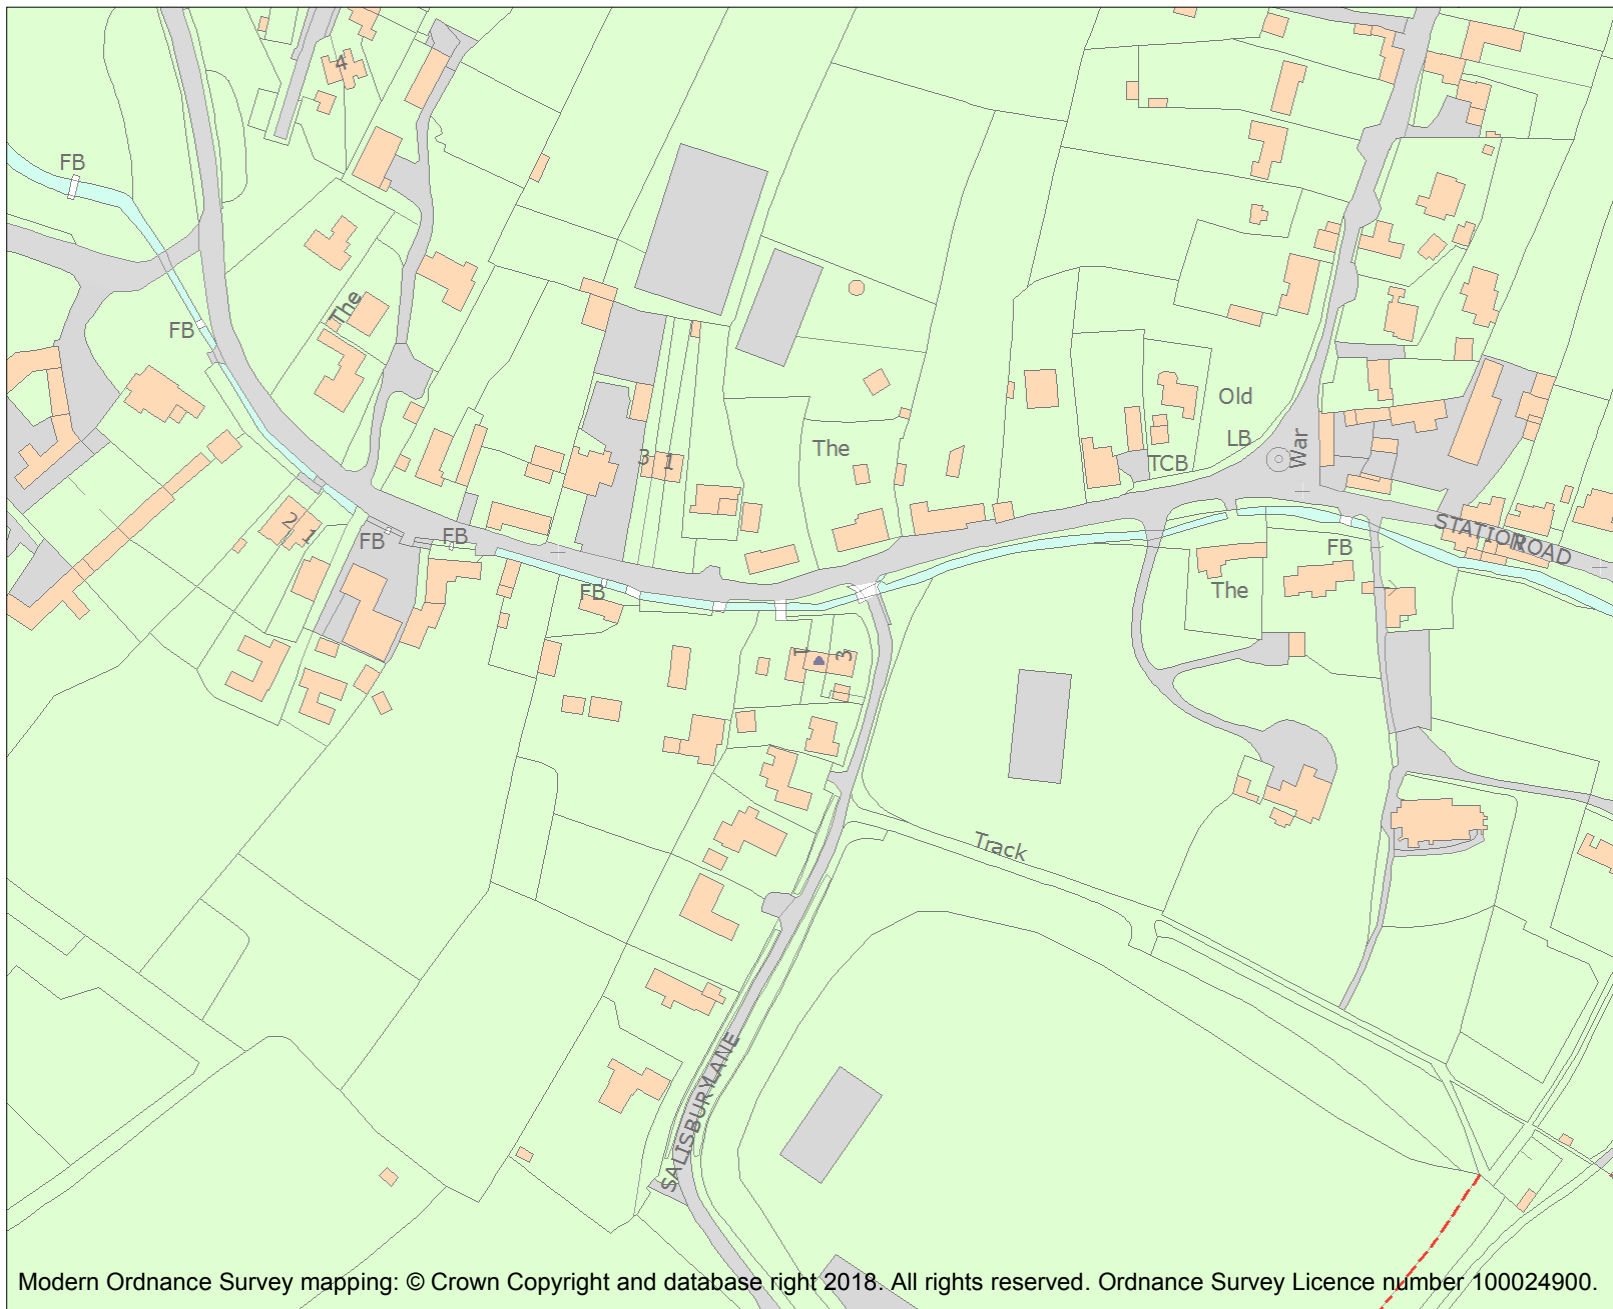 4
FB
The
FB
Old
LB
War
TCB
The
3
1
2
1
STATION ROAD
FB
FB
FB
FB
The
1
3
Track
SALISBURY LANE
Modern Ordnance Survey mapping: © Crown Copyright and database right 2018. All rights reserved. Ordnance Survey Licence number 100024900.